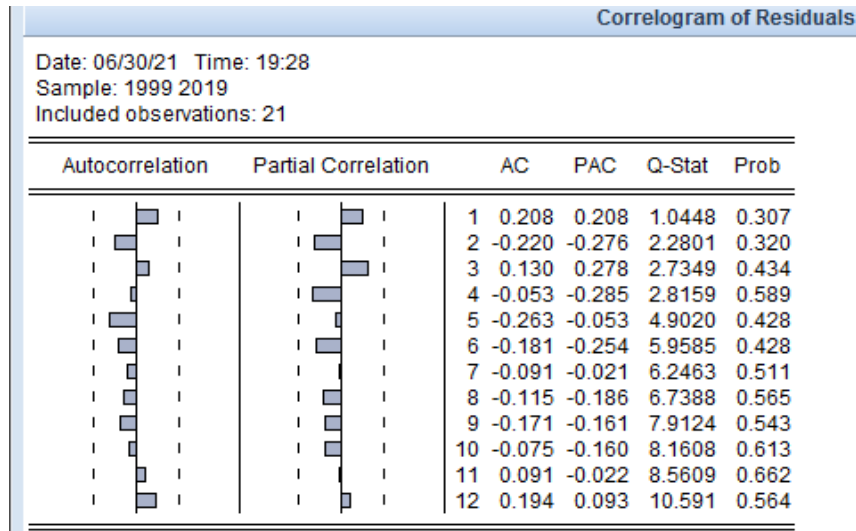 Correlogram of Residuals
Date: 06/30/21 Time: 19:28
Sample: 1999 2019
Included observations: 21
Autocorrelation Partial Correlation AC PAC Q-Stat Prob
1 0.208 0.208 1.0448 0.307
2 -0.220 -0.276 2.2801 0.320
3 0.130 0.278 2.7349 0.434
4 -0.053 -0.285 2.8159 0.589
5 -0.263 -0.053 4.9020 0.428
6 -0.181 -0.254 5.9585 0.428
7 -0.091 -0.021 6.2463 0.511
8 -0.115 -0.186 6.7388 0.565
9 -0.171 -0.161 7.9124 0.543
10 -0.075 -0.160 8.1608 0.613
11 0.091 -0.022 8.5609 0.662
12 0.194 0.093 10.591 0.564